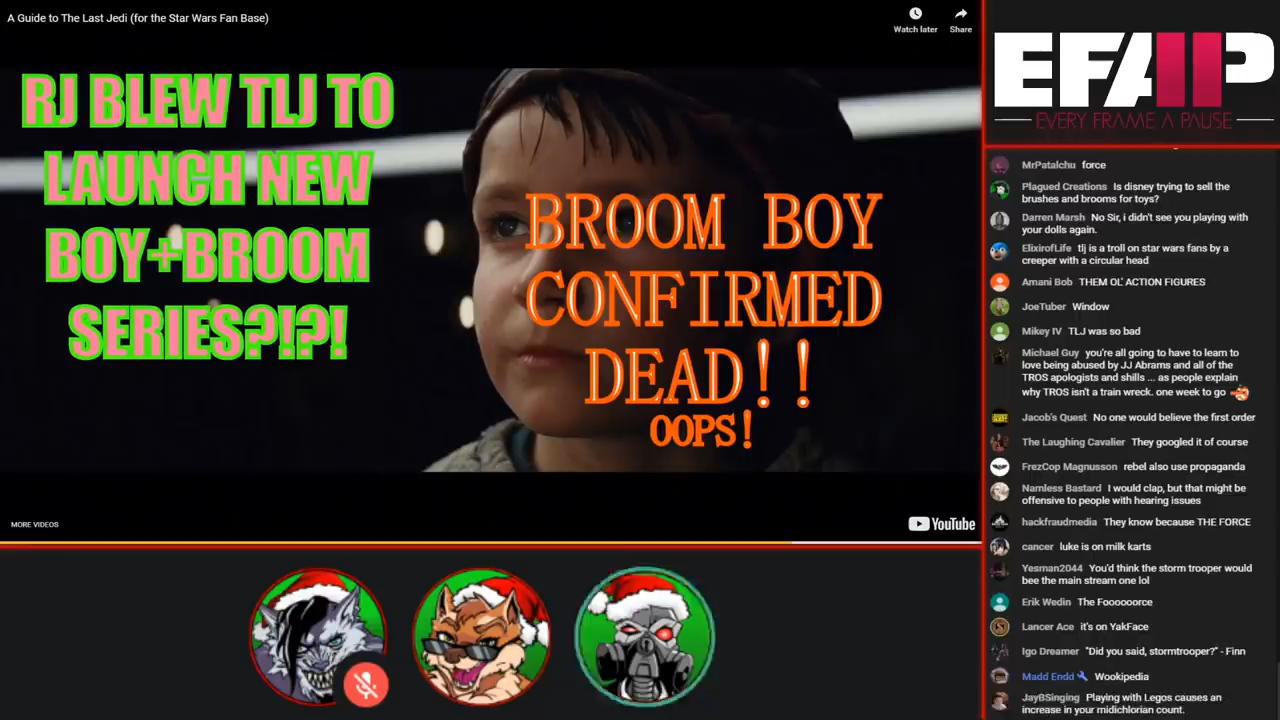 A Guide to The Last Jedi (for the Star Wars Fan Base)
Watch later
Share
RJ BLEW TLJ TO
LAUNCH NEW
BOY+BROOM
SERIES?!?!
BROOM BOY
CONFIRMED
DEAD!!
OOPS!
MORE VIDEOS
YouTube
EFAP
EVERY FRAME A PAUSE
MrPatalchu force
Plagued Creations Is disney trying to sell the
brushes and brooms for toys?
Darren Marsh No Sir, i didn't see you playing with
your dolls again.
ElixirofLife tlj is a troll on star wars fans by a
creeper with a circular head
Amani Bob THEM OL' ACTION FIGURES
JoeTuber Window
Mikey IV TLJ was so bad
Michael Guy you're all going to have to learn to
love being abused by JJ Abrams and all of the
TROS apologists and shills ... as people explain
why TROS isn't a train wreck. one week to go
Jacob's Quest No one would believe the first order
The Laughing Cavalier They googled it of course
FrezCop Magnusson rebel also use propaganda
Namless Bastard I would clap, but that might be
offensive to people with hearing issues
hackfraudmedia They know because THE FORCE
cancer luke is on milk karts
Yesman2044 You'd think the storm trooper would
bee the main stream one lol
Erik Wedin The Foooooorce
Lancer Ace it's on YakFace
Igo Dreamer "Did you said, stormtrooper?" - Finn
Madd Endd Wookipedia
JayBSinging Playing with Legos causes an
increase in your midichlorian count.